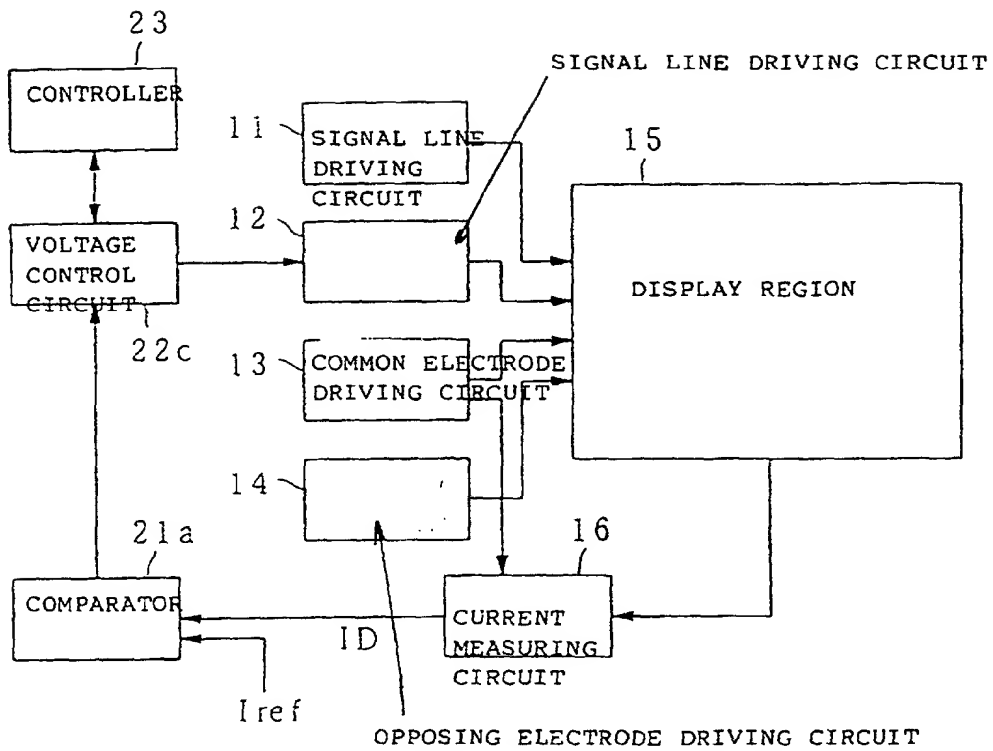 23
SIGNAL LINE DRIVING CIRCUIT
CONTROLLER
11
SIGNAL LINE
DRIVING
CIRCUIT
15
12
VOLTAGE
CONTROL
CIRCUIT
22c
DISPLAY REGION
13
COMMON ELECTRODE
DRIVING CIRCUIT
14
21a
16
COMPARATOR
CURRENT
MEASURING
CIRCUIT
ID
Iref
OPPOSING ELECTRODE DRIVING CIRCUIT